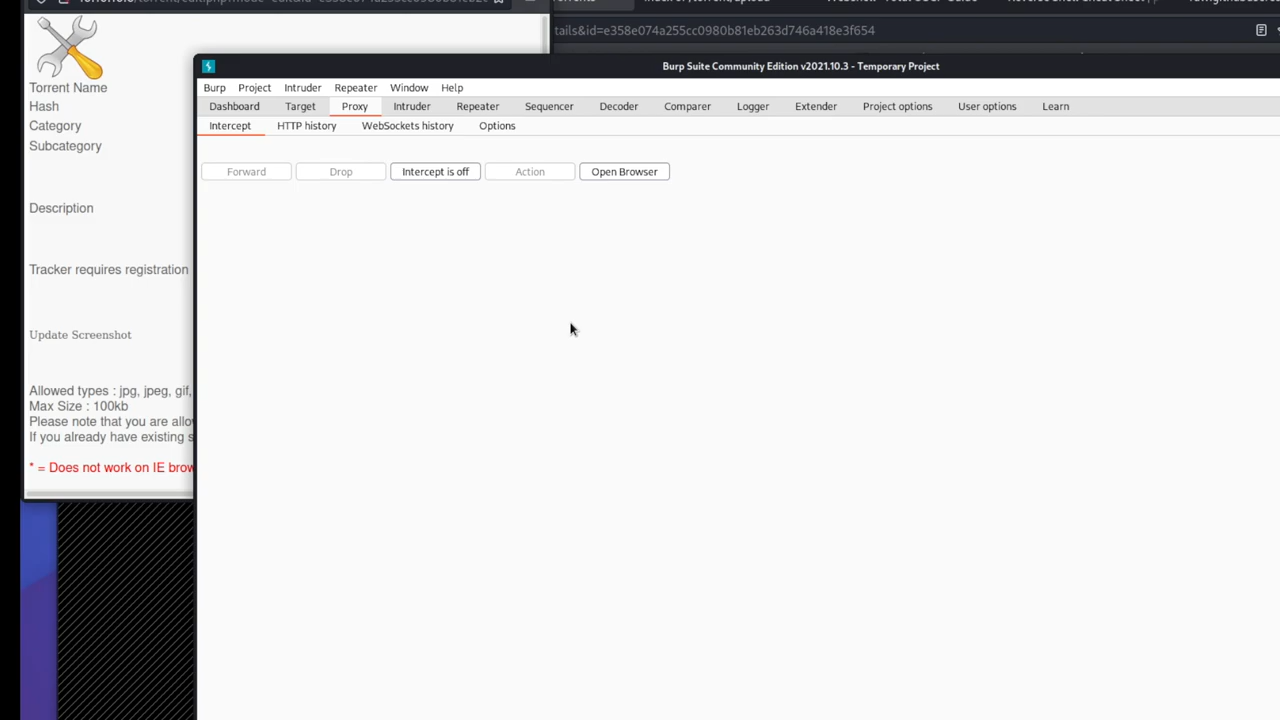 tails&id=e358e074a255cc0980b81eb263d746a418e3f654
Burp Suite Community Edition v2021.10.3 - Temporary Project
Burp Project Intruder Repeater Window Help
Dashboard Target Proxy Intruder Repeater Sequencer Decoder Comparer Logger Extender Project options User options Learn
Intercept HTTP history WebSockets history Options
Forward Drop Intercept is off Action Open Browser
Torrent Name
Hash
Category
Subcategory
Description
Tracker requires registration
Update Screenshot
Allowed types : jpg, jpeg, gif,
Max Size : 100kb
Please note that you are allo
If you already have existing s
* = Does not work on IE brow